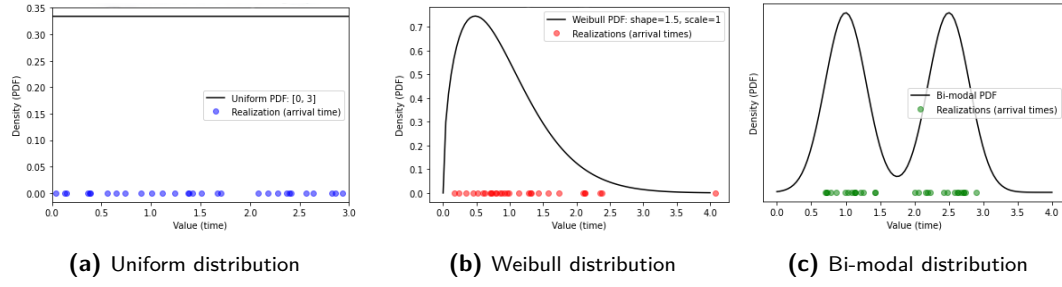 0.35
0.30
0.25
0.20
0.15
0.10
0.05
0.00
Density (PDF)
Uniform PDF: [0, 3]
Realization (arrival time)
0.0 0.5 1.0 1.5 2.0 2.5 3.0
Value (time)
(a) Uniform distribution
0.7
0.6
0.5
0.4
0.3
0.2
0.1
0.0
Density (PDF)
Weibull PDF: shape=1.5, scale=1
Realizations (arrival times)
0.0 0.5 1.0 1.5 2.0 2.5 3.0 3.5 4.0
Value (time)
(b) Weibull distribution
Density (PDF)
Bi-modal PDF
Realizations (arrival times)
0.0 0.5 1.0 1.5 2.0 2.5 3.0 3.5 4.0
Value (time)
(c) Bi-modal distribution